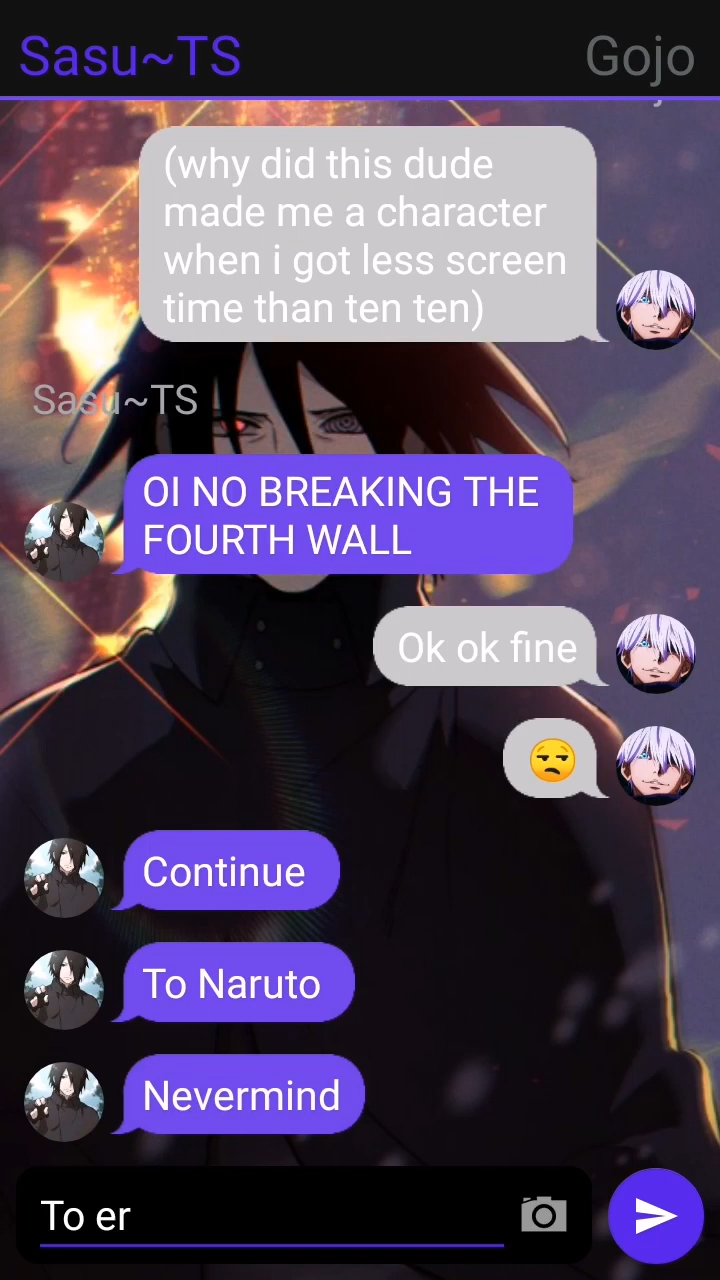 Sasu~TS
Gojo
(why did this dude
made me a character
when i got less screen
time than ten ten)
Sasu~TS
OI NO BREAKING THE
FOURTH WALL
Ok ok fine
😒
Continue
To Naruto
Nevermind
To er